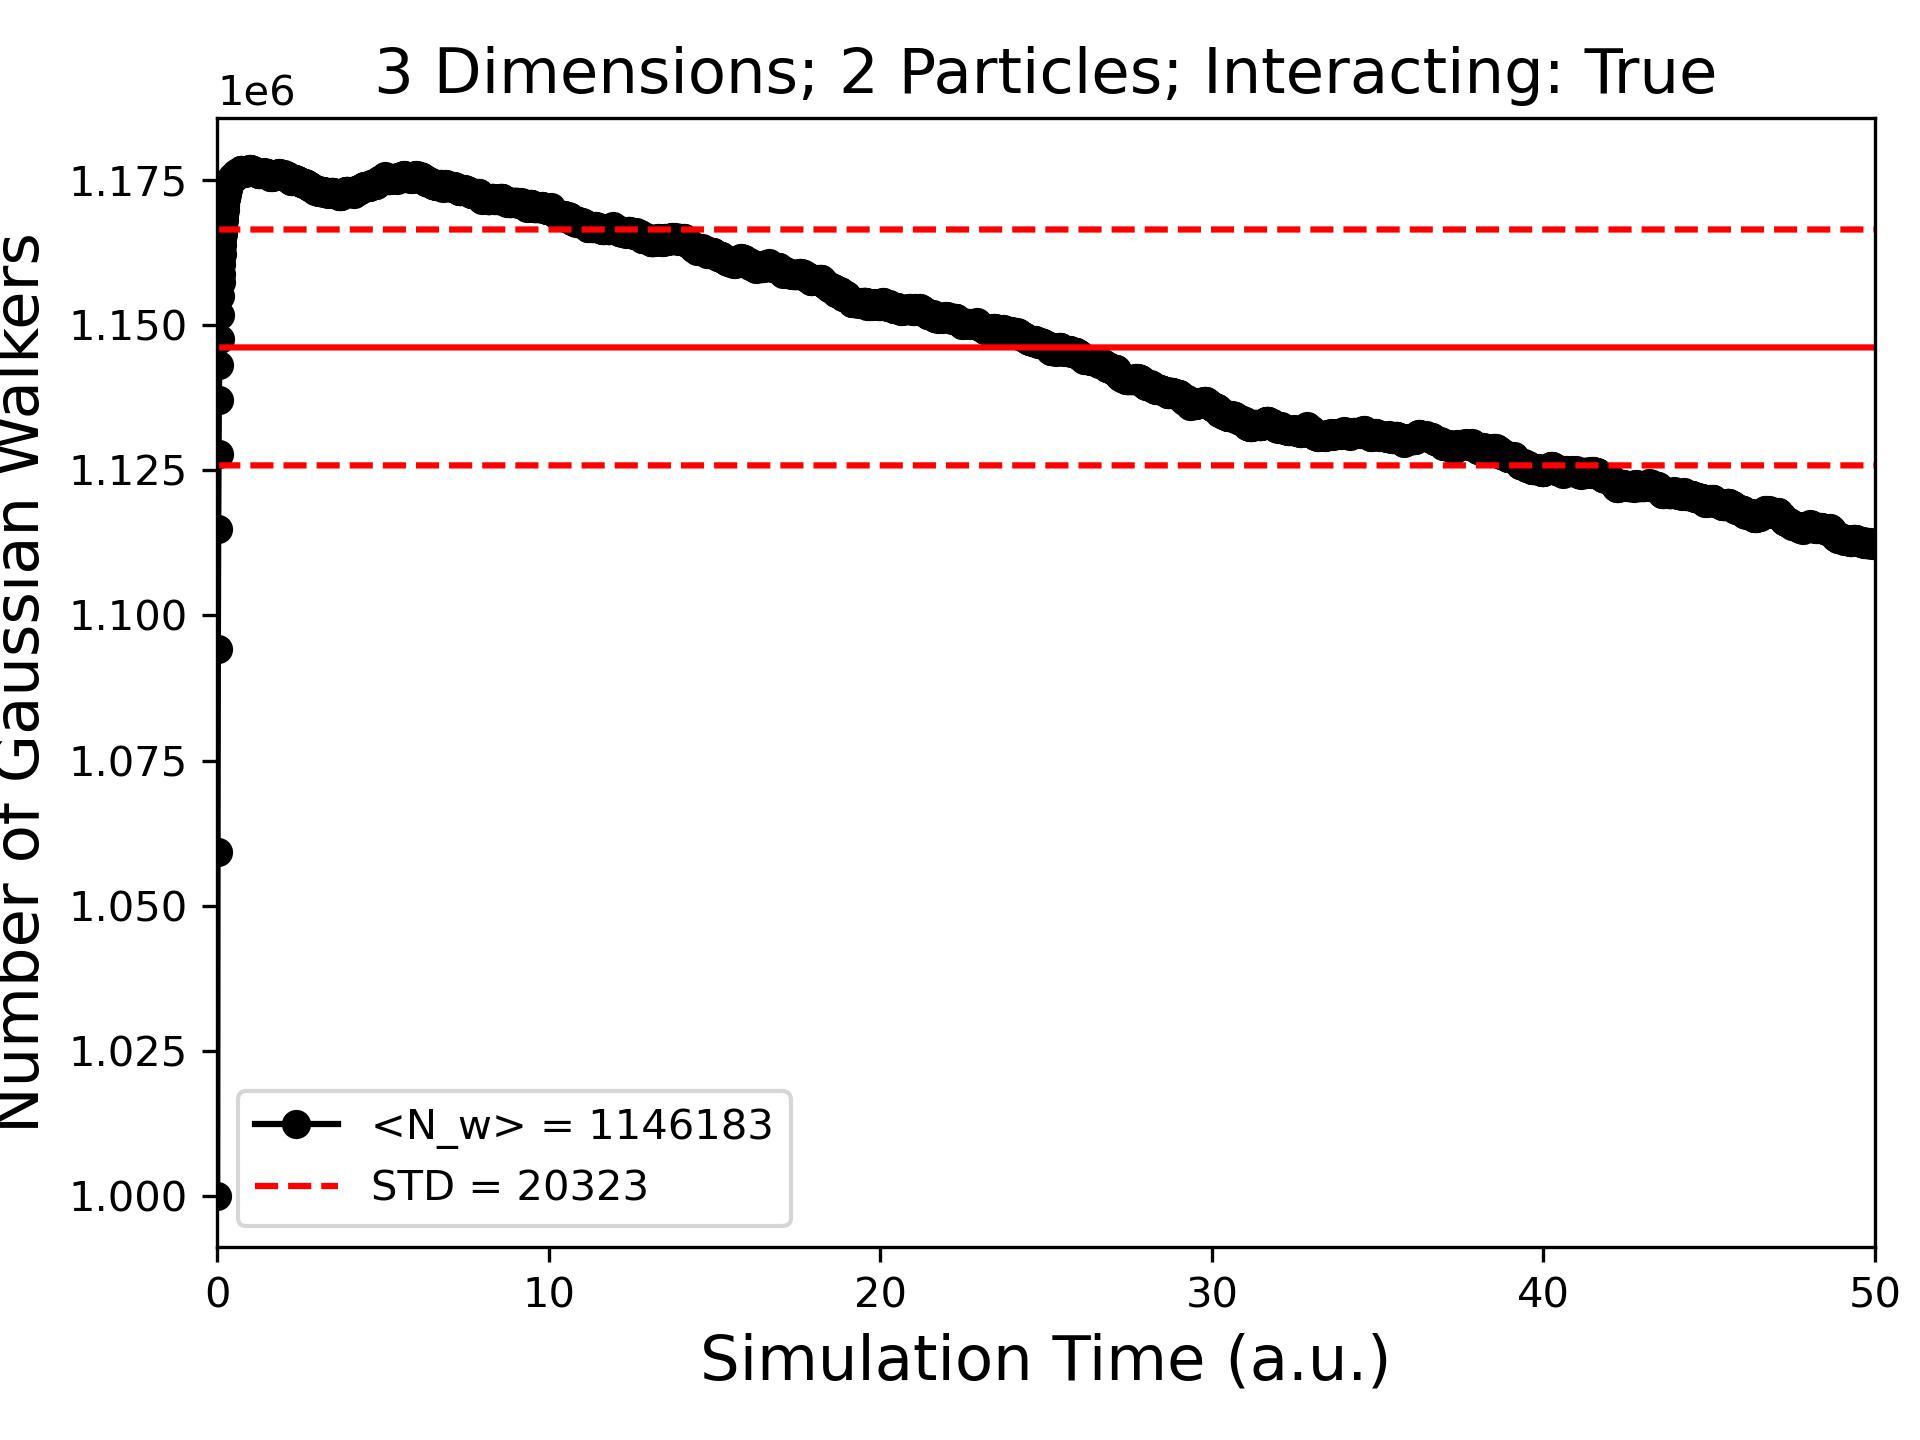 3 Dimensions; 2 Particles; Interacting: True
1e6
Number of Gaussian Walkers
1.175
1.150
1.125
1.100
1.075
1.050
1.025
1.000
<N_w> = 1146183
STD = 20323
0 10 20 30 40 50
Simulation Time (a.u.)